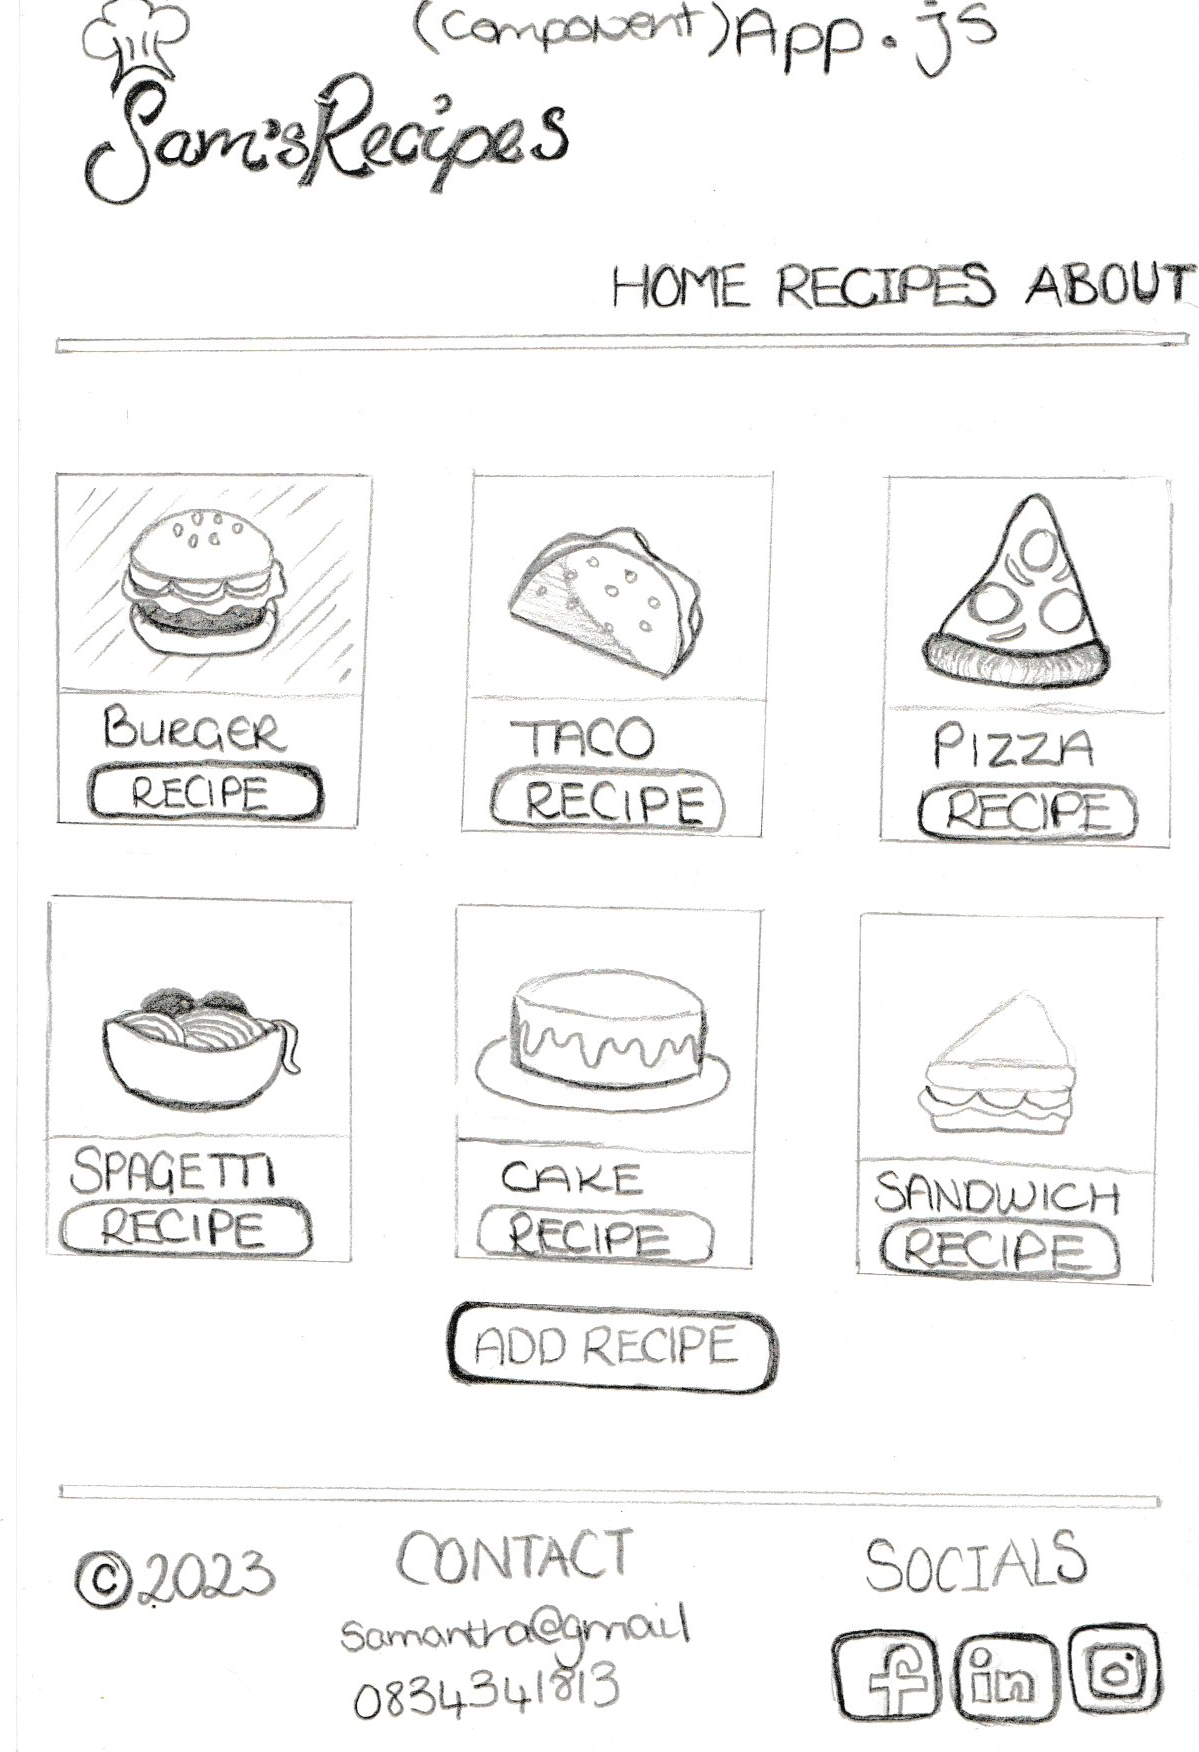 (Component) App.js
Sam's Recipes
HOME RECIPES ABOUT
BURGER
RECIPE
TACO
RECIPE
PIZZA
RECIPE
SPAGETTI
RECIPE
CAKE
RECIPE
SANDWICH
RECIPE
ADD RECIPE
©2023
CONTACT
samantha@gmail
0834341813
SOCIALS
f
in